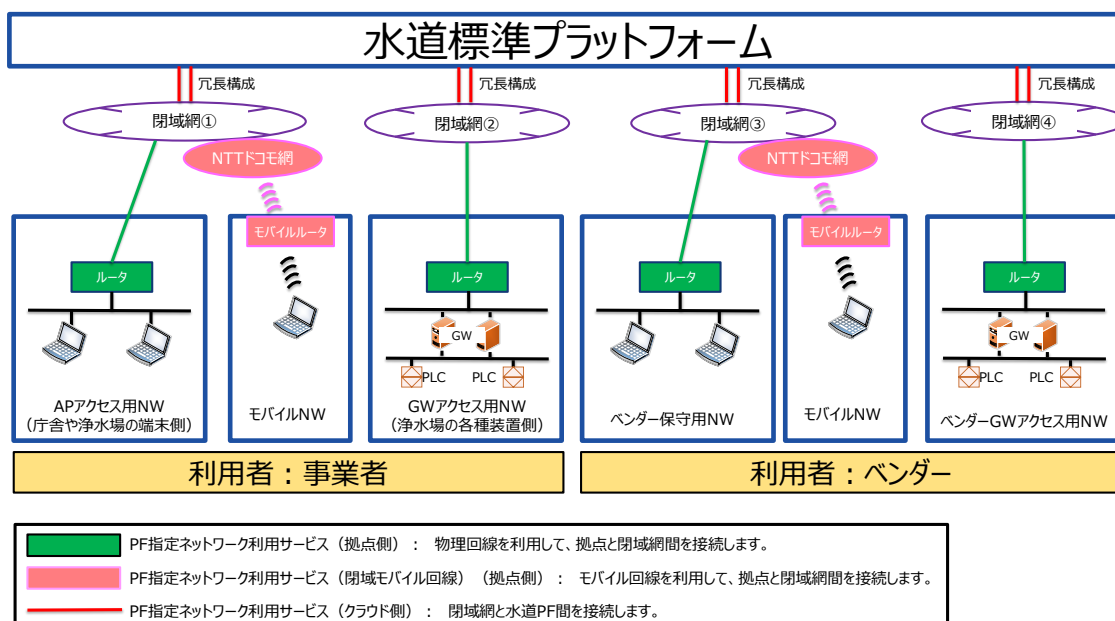 水道標準プラットフォーム
冗長構成
冗長構成
冗長構成
冗長構成
閉域網①
閉域網②
閉域網③
閉域網④
NTTドコモ網
NTTドコモ網
モバイルルータ
モバイルルータ
ルータ
ルータ
ルータ
ルータ
GW
GW
PLC
PLC
PLC
PLC
APアクセス用NW
（庁舎や浄水場の端末側）
モバイルNW
GWアクセス用NW
（浄水場の各種装置側）
ベンダー保守用NW
モバイルNW
ベンダーGWアクセス用NW
利用者：事業者
利用者：ベンダー
PF指定ネットワーク利用サービス（拠点側）： 物理回線を利用して、拠点と閉域網間を接続します。
PF指定ネットワーク利用サービス（閉域モバイル回線）（拠点側）： モバイル回線を利用して、拠点と閉域網間を接続します。
PF指定ネットワーク利用サービス（クラウド側）： 閉域網と水道PF間を接続します。